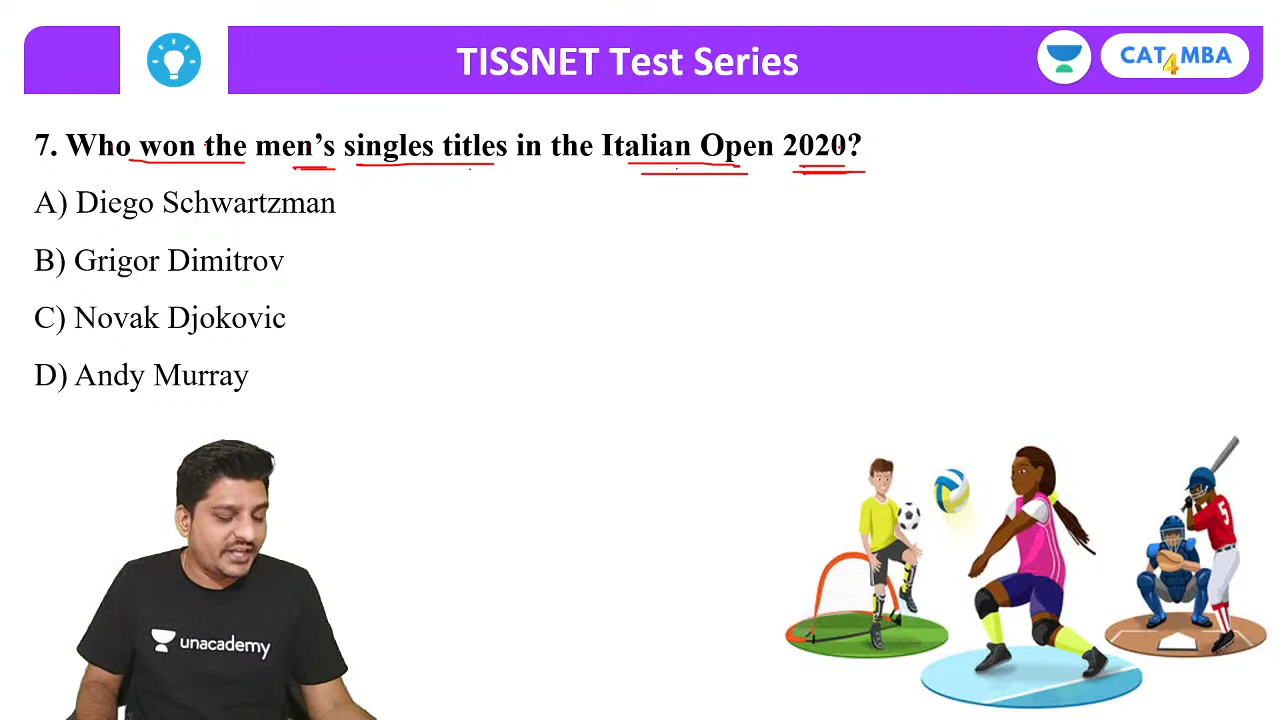 TISSNET Test Series
CAT4MBA
7. Who won the men's singles titles in the Italian Open 2020?
A) Diego Schwartzman
B) Grigor Dimitrov
C) Novak Djokovic
D) Andy Murray
unacademy
5